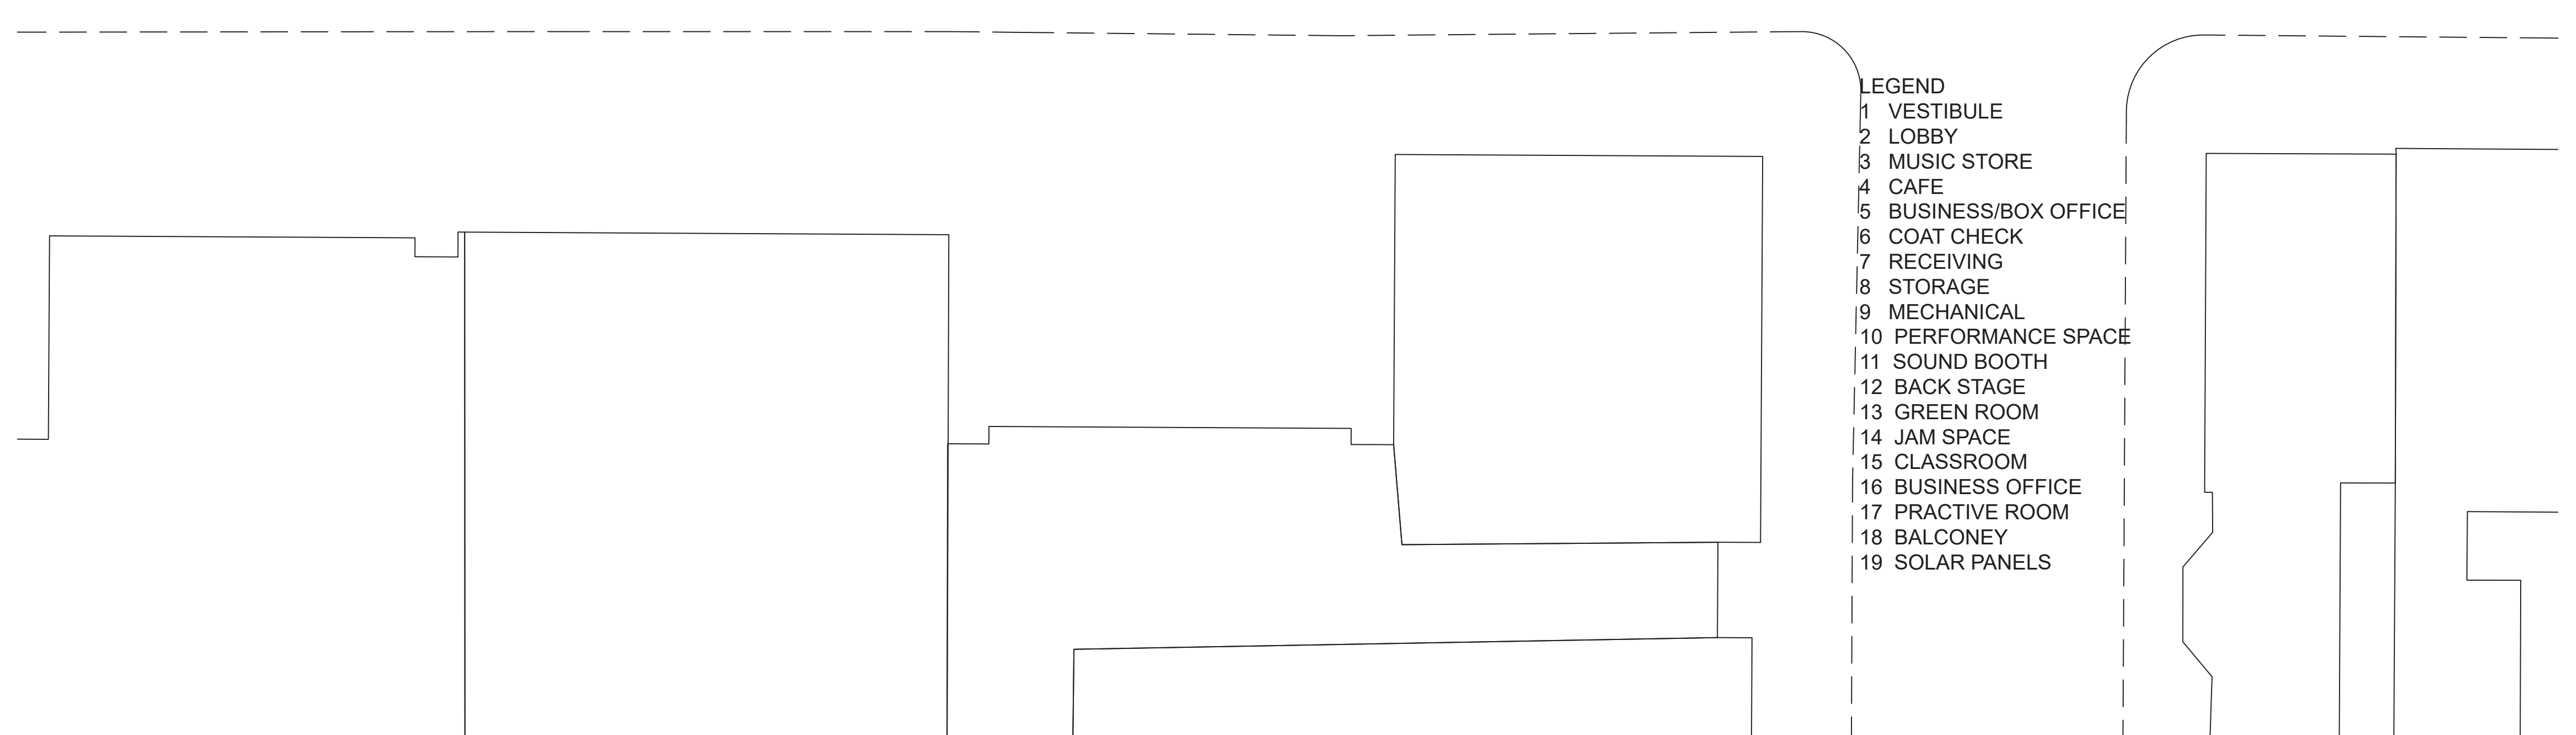 LEGEND
1 VESTIBULE
2 LOBBY
3 MUSIC STORE
4 CAFE
5 BUSINESS/BOX OFFICE
6 COAT CHECK
7 RECEIVING
8 STORAGE
9 MECHANICAL
10 PERFORMANCE SPACE
11 SOUND BOOTH
12 BACK STAGE
13 GREEN ROOM
14 JAM SPACE
15 CLASSROOM
16 BUSINESS OFFICE
17 PRACTIVE ROOM
18 BALCONEY
19 SOLAR PANELS